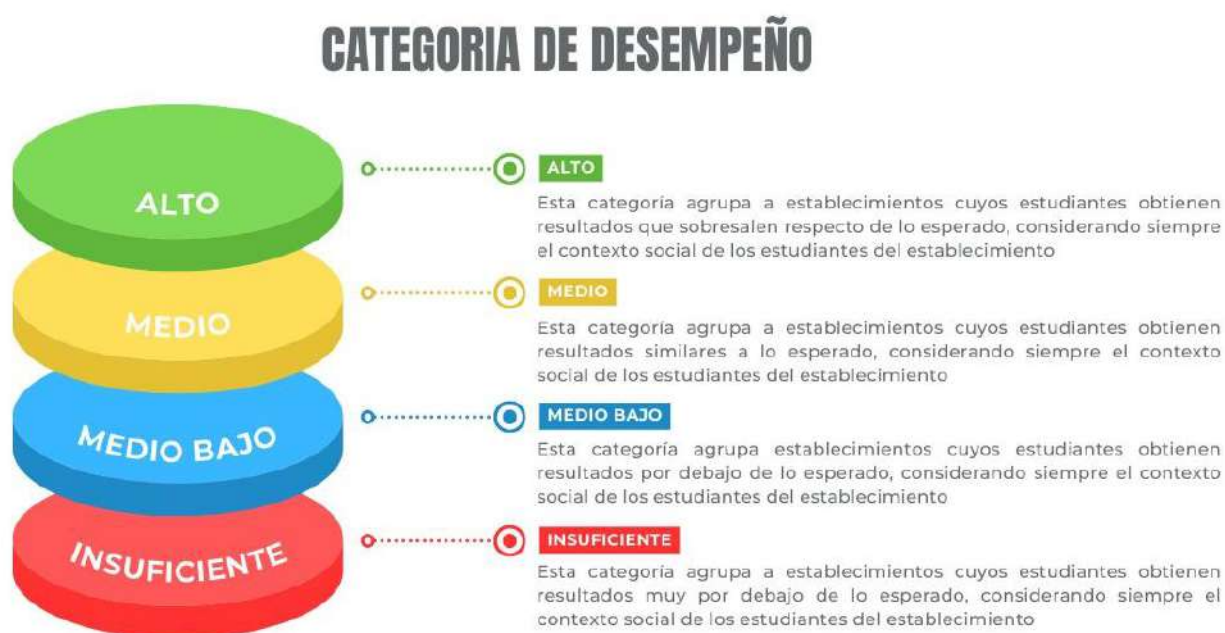 CATEGORIA DE DESEMPEÑO
ALTO
ALTO
Esta categoría agrupa a establecimientos cuyos estudiantes obtienen
resultados que sobresalen respecto de lo esperado, considerando siempre
el contexto social de los estudiantes del establecimiento
MEDIO
MEDIO
Esta categoría agrupa a establecimientos cuyos estudiantes obtienen
resultados similares a lo esperado, considerando siempre el contexto
social de los estudiantes del establecimiento
MEDIO BAJO
MEDIO BAJO
Esta categoría agrupa establecimientos cuyos estudiantes obtienen
resultados por debajo de lo esperado, considerando siempre el contexto
social de los estudiantes del establecimiento
INSUFICIENTE
INSUFICIENTE
Esta categoría agrupa a establecimientos cuyos estudiantes obtienen
resultados muy por debajo de lo esperado, considerando siempre el
contexto social de los estudiantes del establecimiento